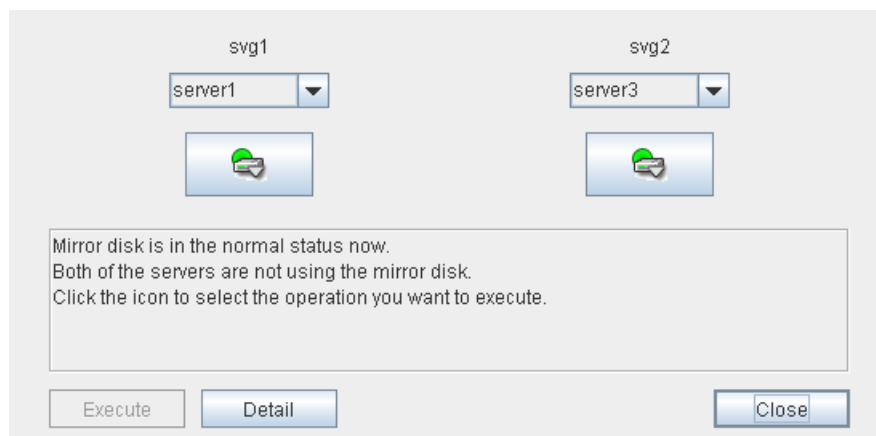 svg1 svg2
server1 server3
Mirror disk is in the normal status now.
Both of the servers are not using the mirror disk.
Click the icon to select the operation you want to execute.
Execute Detail Close